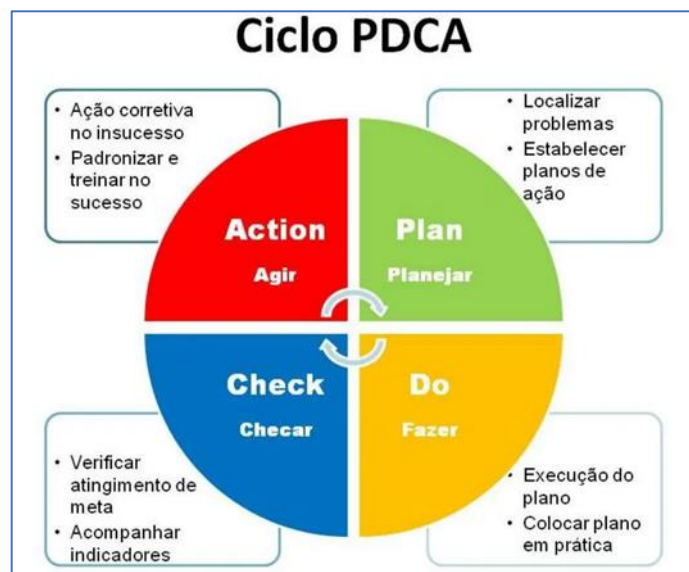 Ciclo PDCA
• Ação corretiva
no insucesso
• Padronizar e
treinar no
sucesso
• Localizar
problemas
• Estabelecer
planos de
ação
Action
Agir
Plan
Planejar
Check
Checar
Do
Fazer
• Verificar
atingimento de
meta
• Acompanhar
indicadores
• Execução do
plano
• Colocar plano
em prática